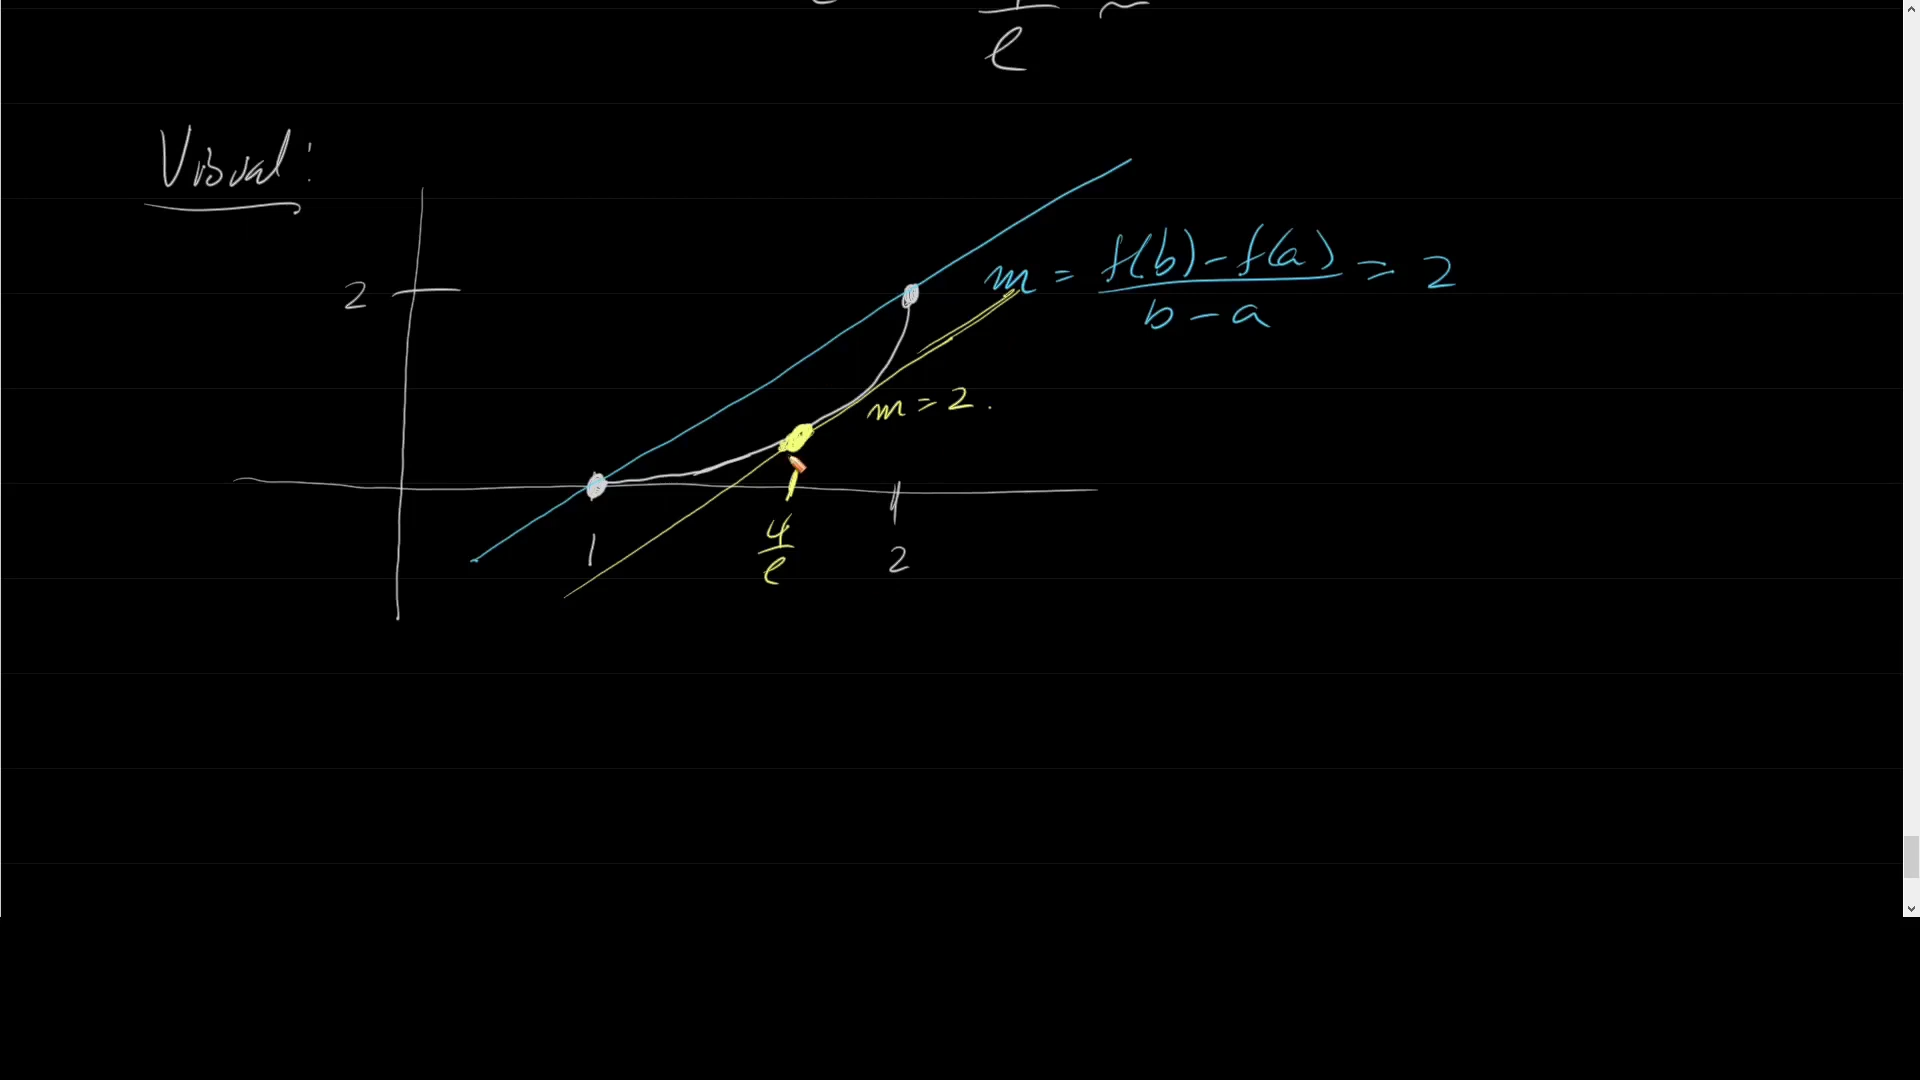 e
Visual:
m = f(b) - f(a) / b - a = 2
2
m = 2.
1
4/e
2